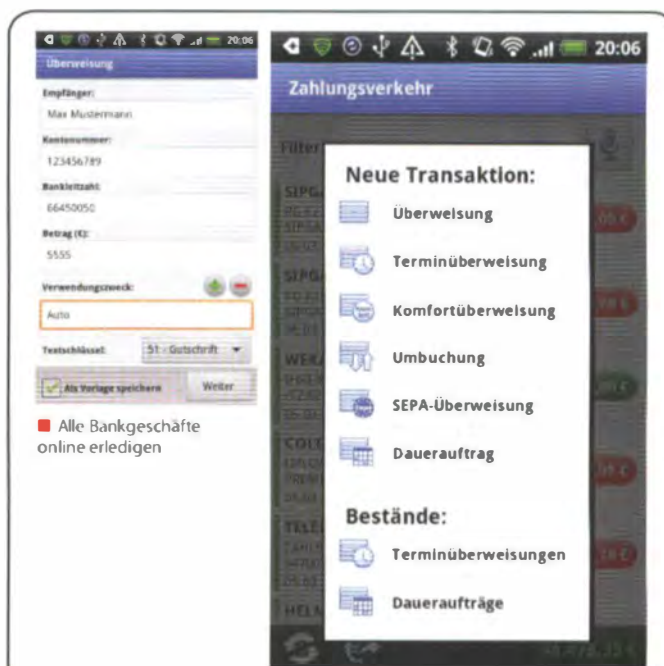 20:06
Überweisung
Empfänger:
Max Mustermann
Kontonummer:
123456789
Bankleitzahl:
66450050
Betrag (€):
5555
Verwendungszweck:
Auto
Textschlüssel:
51 - Gutschrift
Als Vorlage speichern
Weiter
Alle Bankgeschäfte
online erledigen
20:06
Zahlungsverkehr
Filter
Neue Transaktion:
Überweisung
Terminüberweisung
Komfortüberweisung
Umbuchung
SEPA-Überweisung
Dauerauftrag
Bestände:
Terminüberweisungen
Daueraufträge